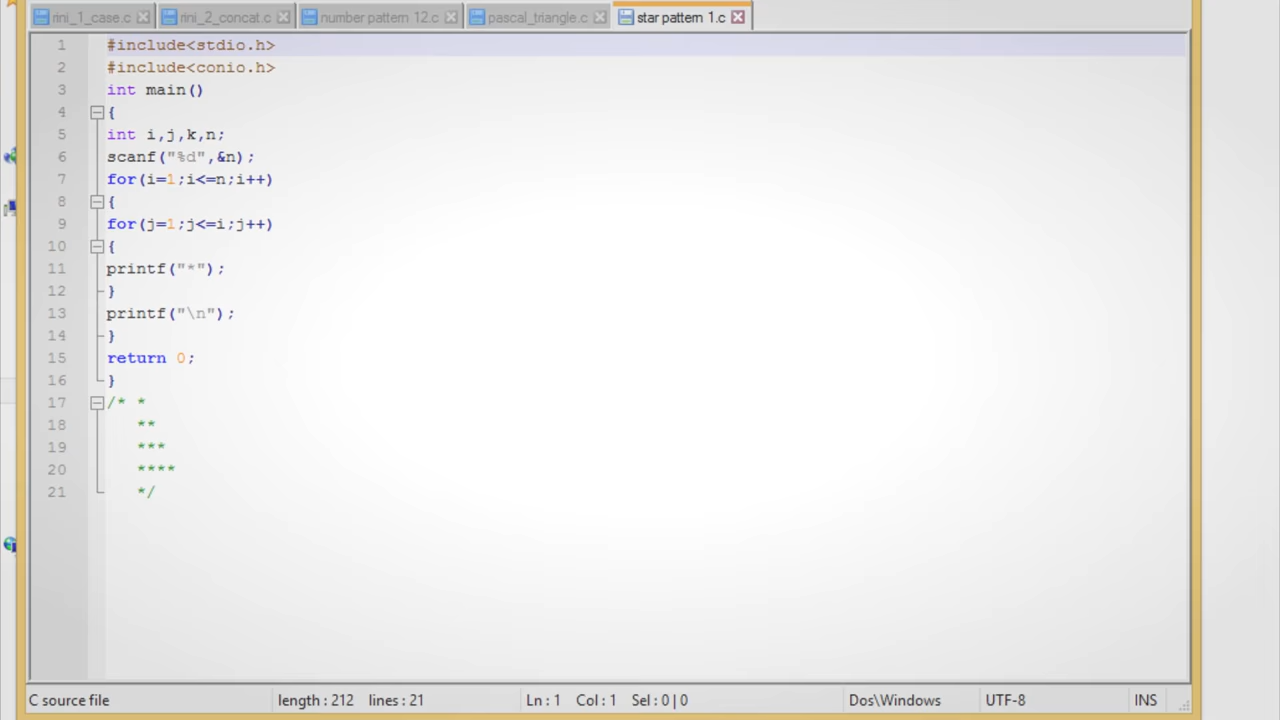 rini_1_case.c rini_2_concat.c number pattern 12.c pascal_triangle.c star pattern 1.c
1 #include<stdio.h>
2 #include<conio.h>
3 int main()
4 {
5 int i,j,k,n;
6 scanf("%d",&n);
7 for(i=1;i<=n;i++)
8 {
9 for(j=1;j<=i;j++)
10 {
11 printf("*");
12 }
13 printf("\n");
14 }
15 return 0;
16 }
17 /* *
18 **
19 ***
20 ****
21 */
C source file length : 212 lines : 21 Ln : 1 Col : 1 Sel : 0 | 0 Dos\Windows UTF-8 INS